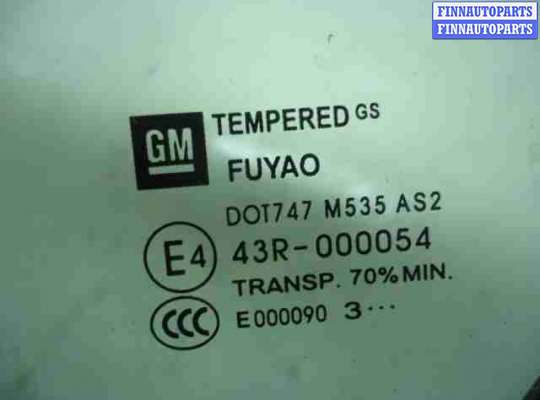 FINNAUTOPARTS
FINNAUTOPARTS
GM
TEMPERED GS
FUYAO
DOT747 M535 AS2
E4
43R-000054
TRANSP. 70% MIN.
CCC
E000090 3···